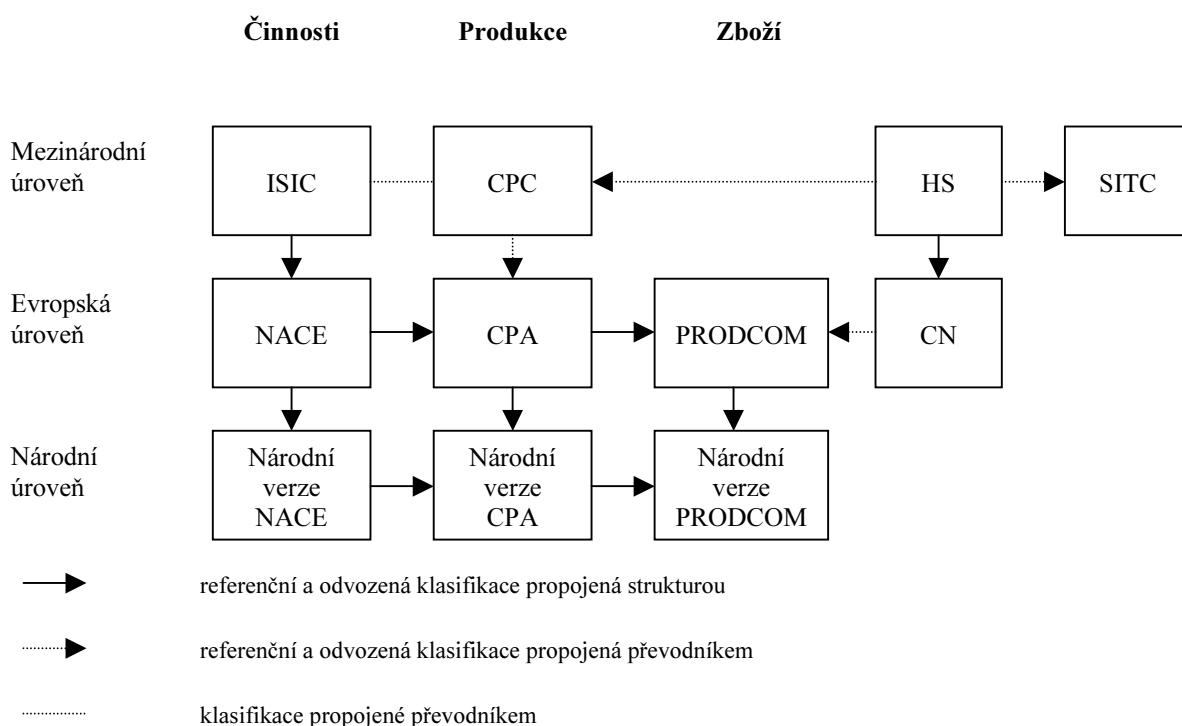 Činnosti Produkce Zboží
Mezinárodní
úroveň
ISIC CPC HS SITC
Evropská
úroveň
NACE CPA PRODCOM CN
Národní
úroveň
Národní
verze
NACE
Národní
verze
CPA
Národní
verze
PRODCOM
referenční a odvozená klasifikace propojená strukturou
referenční a odvozená klasifikace propojená převodníkem
klasifikace propojené převodníkem